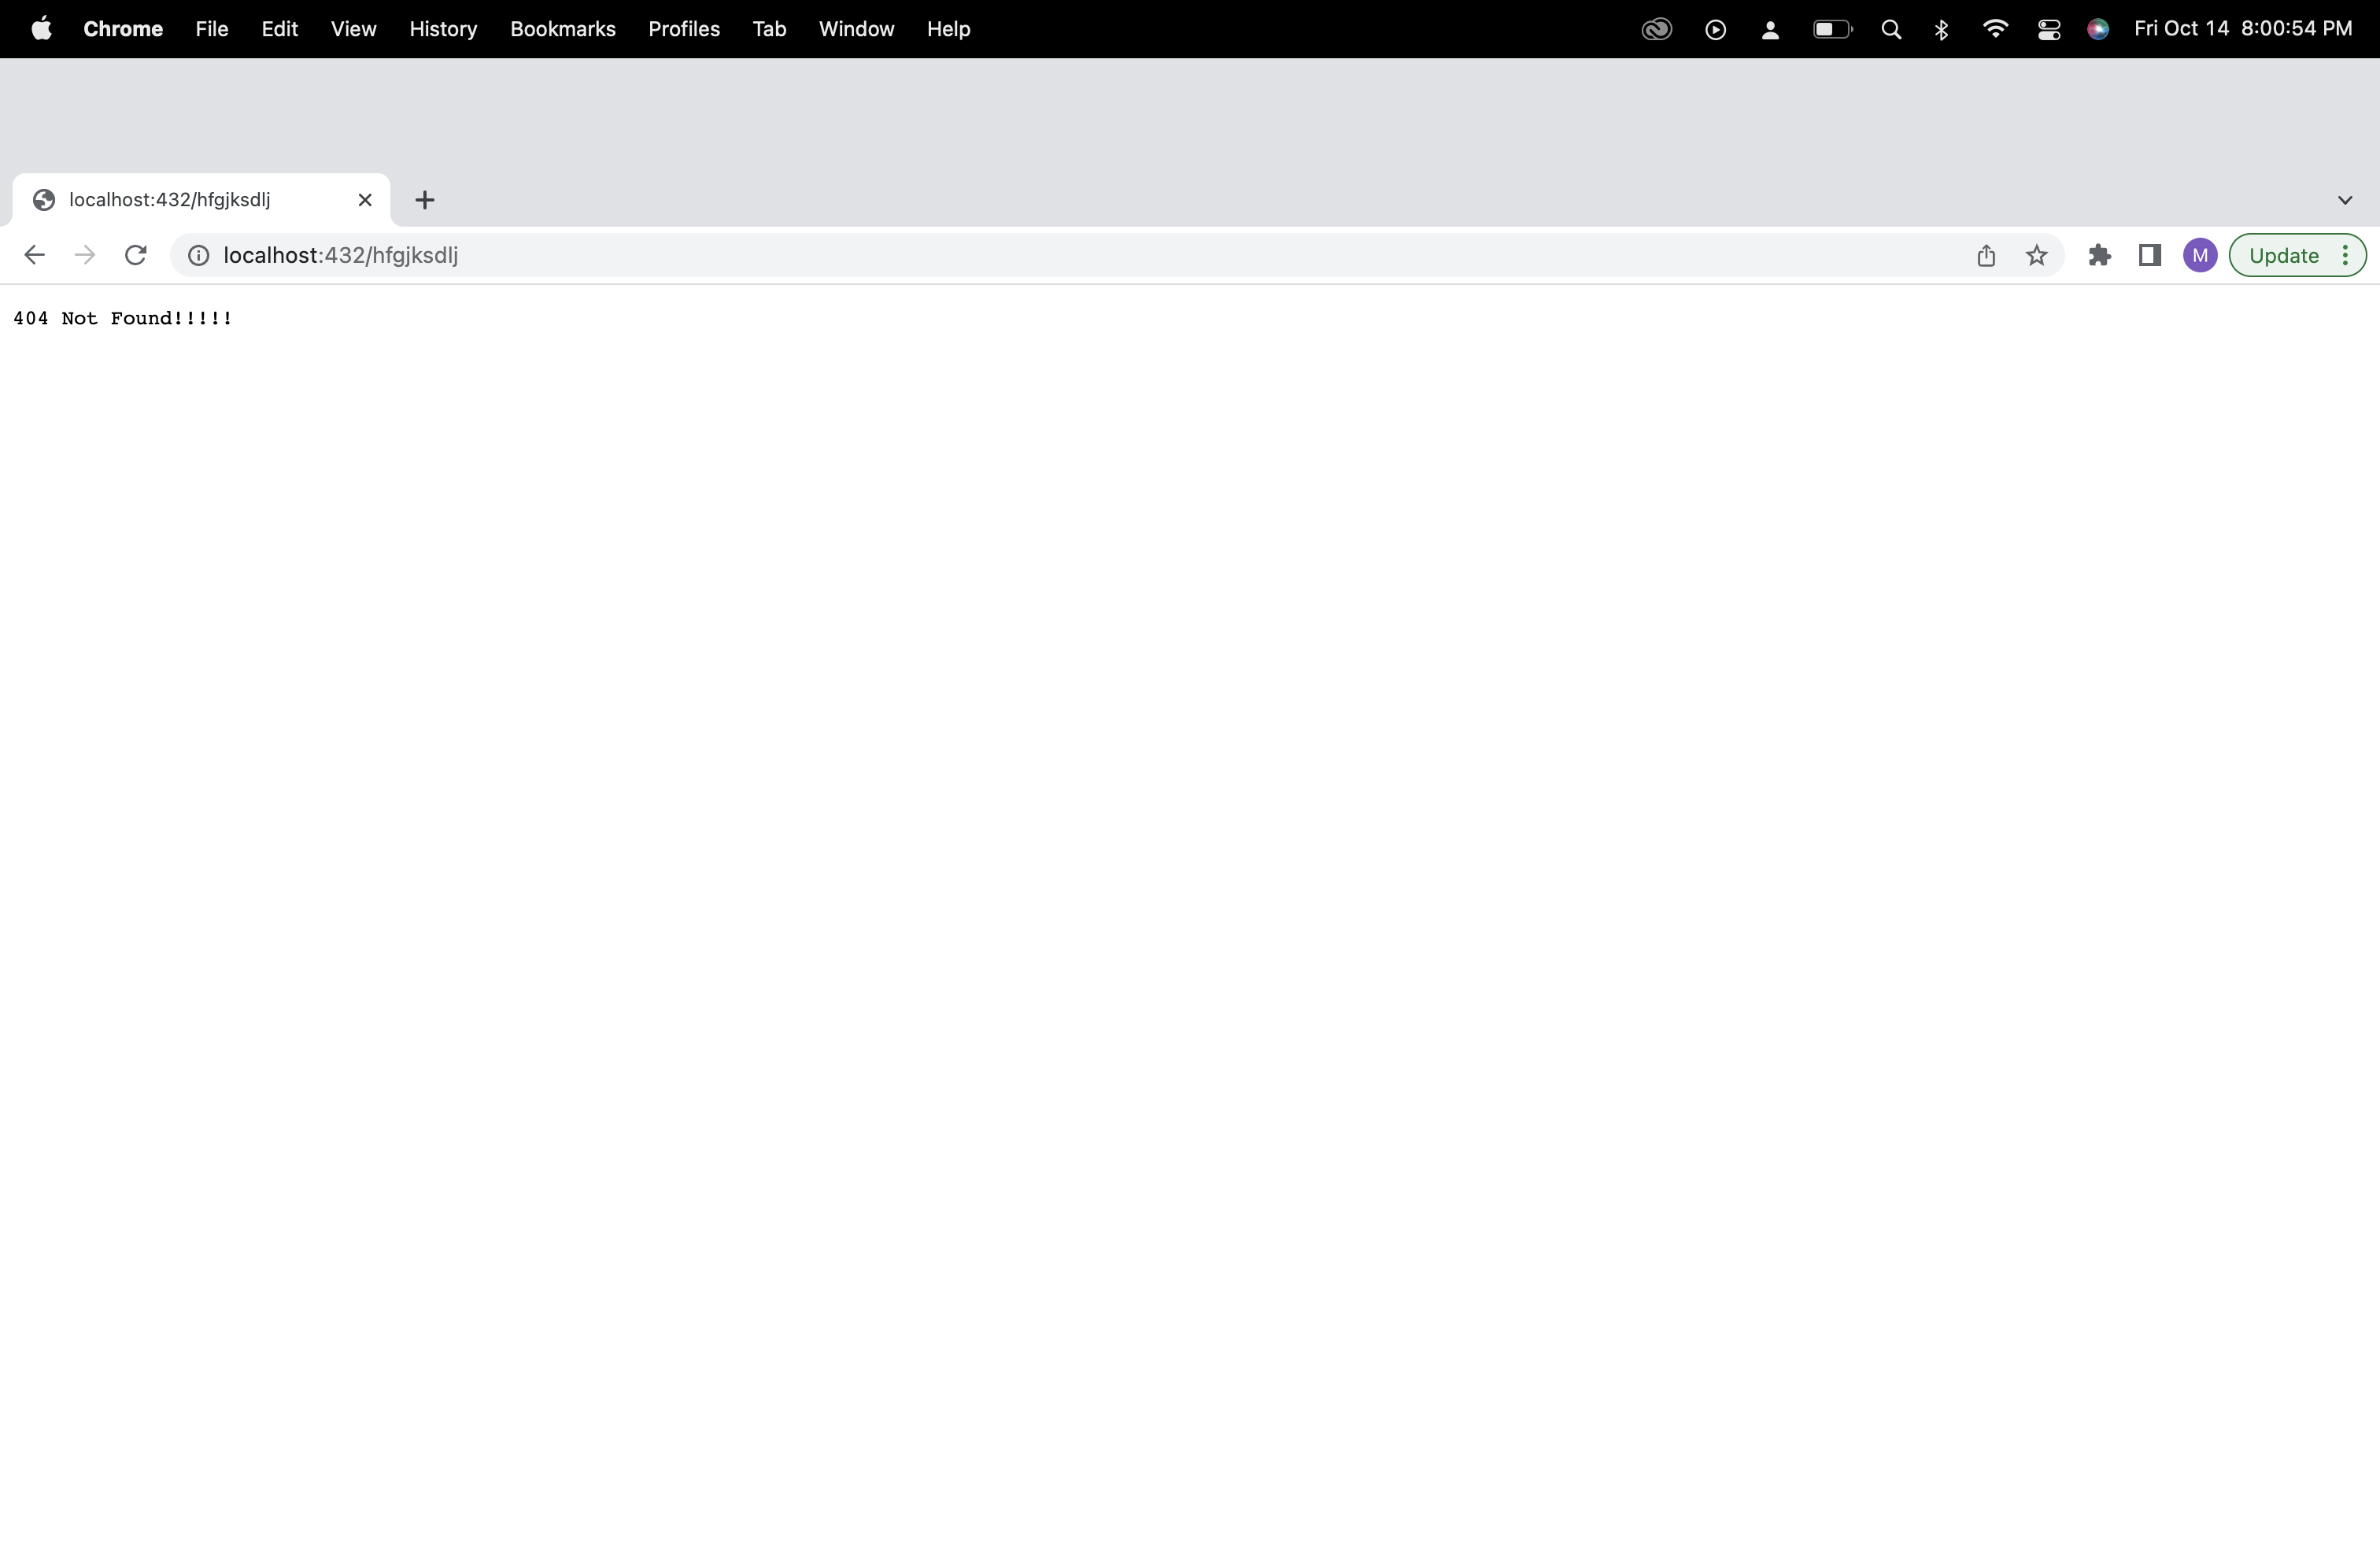 Chrome File Edit View History Bookmarks Profiles Tab Window Help Fri Oct 14 8:00:54 PM
localhost:432/hfgjksdlj
localhost:432/hfgjksdlj M Update
404 Not Found!!!!!